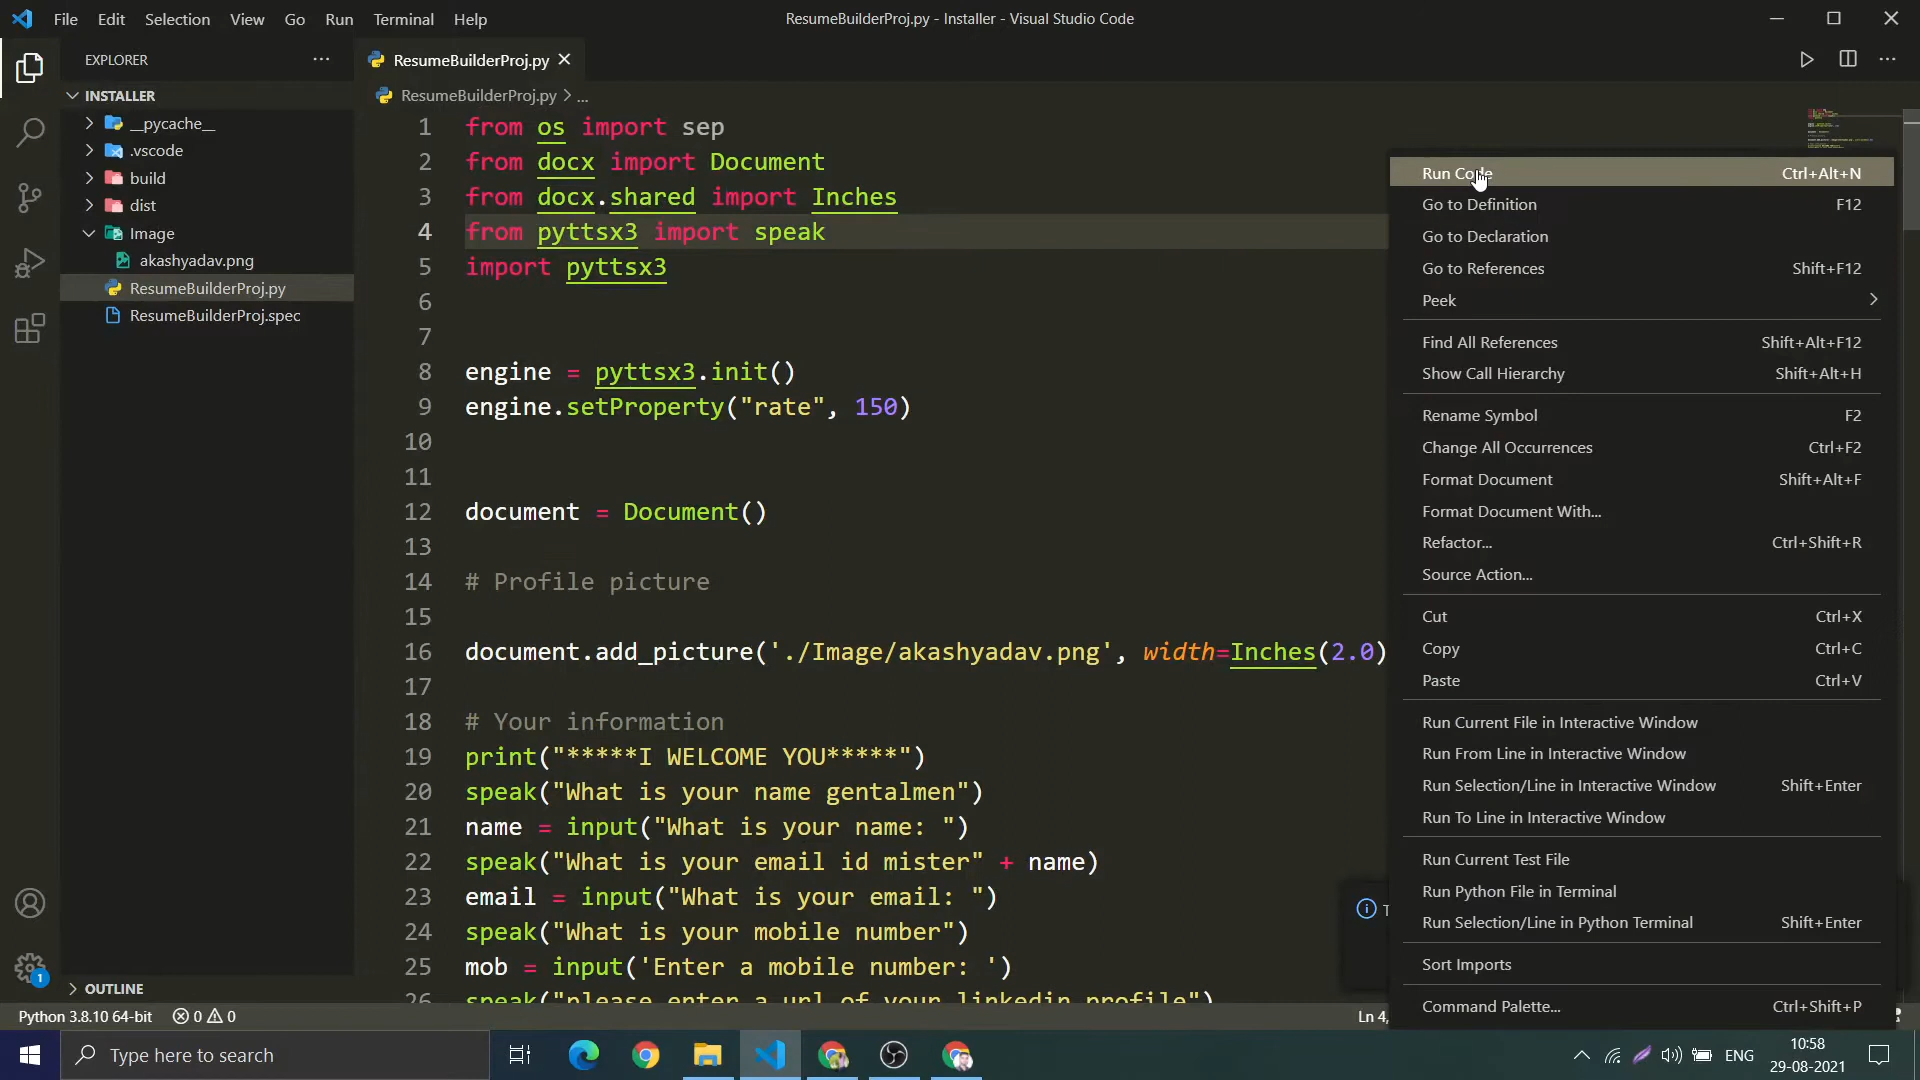 File Edit Selection View Go Run Terminal Help
ResumeBuilderProj.py - Installer - Visual Studio Code
EXPLORER
ResumeBuilderProj.py
INSTALLER
ResumeBuilderProj.py > ...
__pycache__
.vscode
build
dist
Image
akashyadav.png
ResumeBuilderProj.py
ResumeBuilderProj.spec
OUTLINE
1 from os import sep
2 from docx import Document
3 from docx.shared import Inches
4 from pyttsx3 import speak
5 import pyttsx3
6
7
8 engine = pyttsx3.init()
9 engine.setProperty("rate", 150)
10
11
12 document = Document()
13
14 # Profile picture
15
16 document.add_picture('./Image/akashyadav.png', width=Inches(2.0)
17
18 # Your information
19 print("*****I WELCOME YOU*****")
20 speak("What is your name gentalmen")
21 name = input("What is your name: ")
22 speak("What is your email id mister" + name)
23 email = input("What is your email: ")
24 speak("What is your mobile number")
25 mob = input('Enter a mobile number: ')
26 speak("please enter a url of your linkedin profile")
Run Code Ctrl+Alt+N
Go to Definition F12
Go to Declaration
Go to References Shift+F12
Peek
Find All References Shift+Alt+F12
Show Call Hierarchy Shift+Alt+H
Rename Symbol F2
Change All Occurrences Ctrl+F2
Format Document Shift+Alt+F
Format Document With...
Refactor... Ctrl+Shift+R
Source Action...
Cut Ctrl+X
Copy Ctrl+C
Paste Ctrl+V
Run Current File in Interactive Window
Run From Line in Interactive Window
Run Selection/Line in Interactive Window Shift+Enter
Run To Line in Interactive Window
Run Current Test File
Run Python File in Terminal
Run Selection/Line in Python Terminal Shift+Enter
Sort Imports
Command Palette... Ctrl+Shift+P
1
Python 3.8.10 64-bit 0 0
Ln 4,
Type here to search
ENG
10:58
29-08-2021